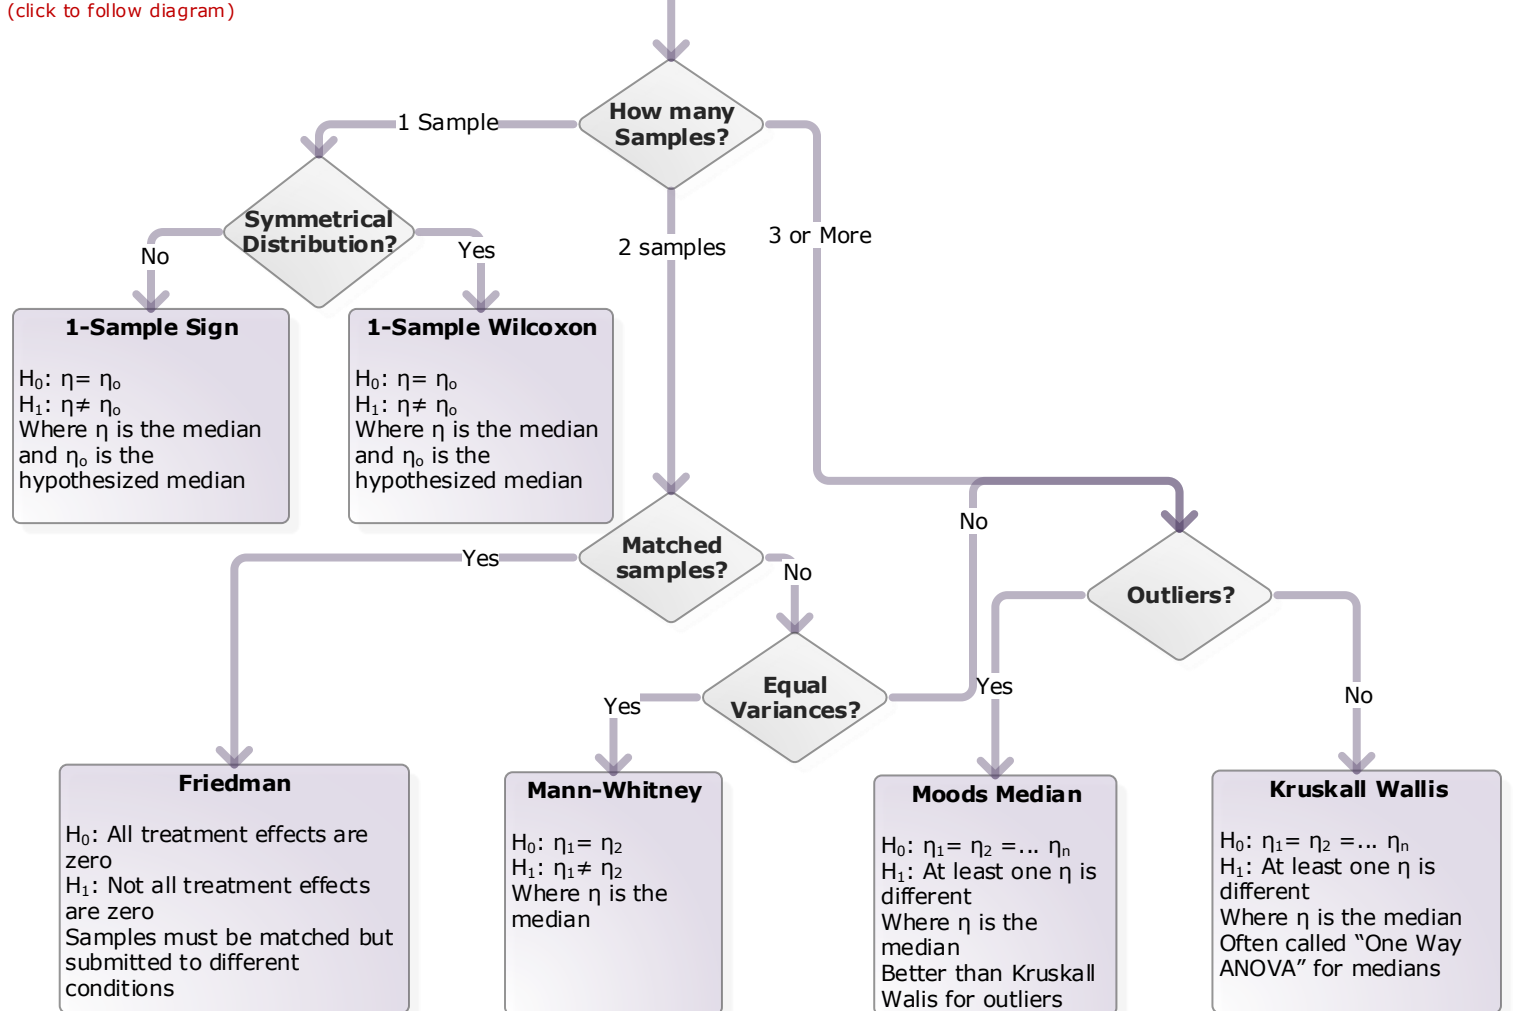 (click to follow diagram)
How many
Samples?
1 Sample
2 samples
3 or More
Symmetrical
Distribution?
No
Yes
1-Sample Sign
H₀: η= ηₒ
H₁: η≠ ηₒ
Where η is the median
and ηₒ is the
hypothesized median
1-Sample Wilcoxon
H₀: η= ηₒ
H₁: η≠ ηₒ
Where η is the median
and ηₒ is the
hypothesized median
Matched
samples?
Yes
No
Equal
Variances?
Yes
No
Outliers?
Yes
No
Friedman
H₀: All treatment effects are
zero
H₁: Not all treatment effects
are zero
Samples must be matched but
submitted to different
conditions
Mann-Whitney
H₀: η₁= η₂
H₁: η₁≠ η₂
Where η is the
median
Moods Median
H₀: η₁= η₂ =... ηₙ
H₁: At least one η is
different
Where η is the
median
Better than Kruskall
Walis for outliers
Kruskall Wallis
H₀: η₁= η₂ =... ηₙ
H₁: At least one η is
different
Where η is the median
Often called “One Way
ANOVA” for medians